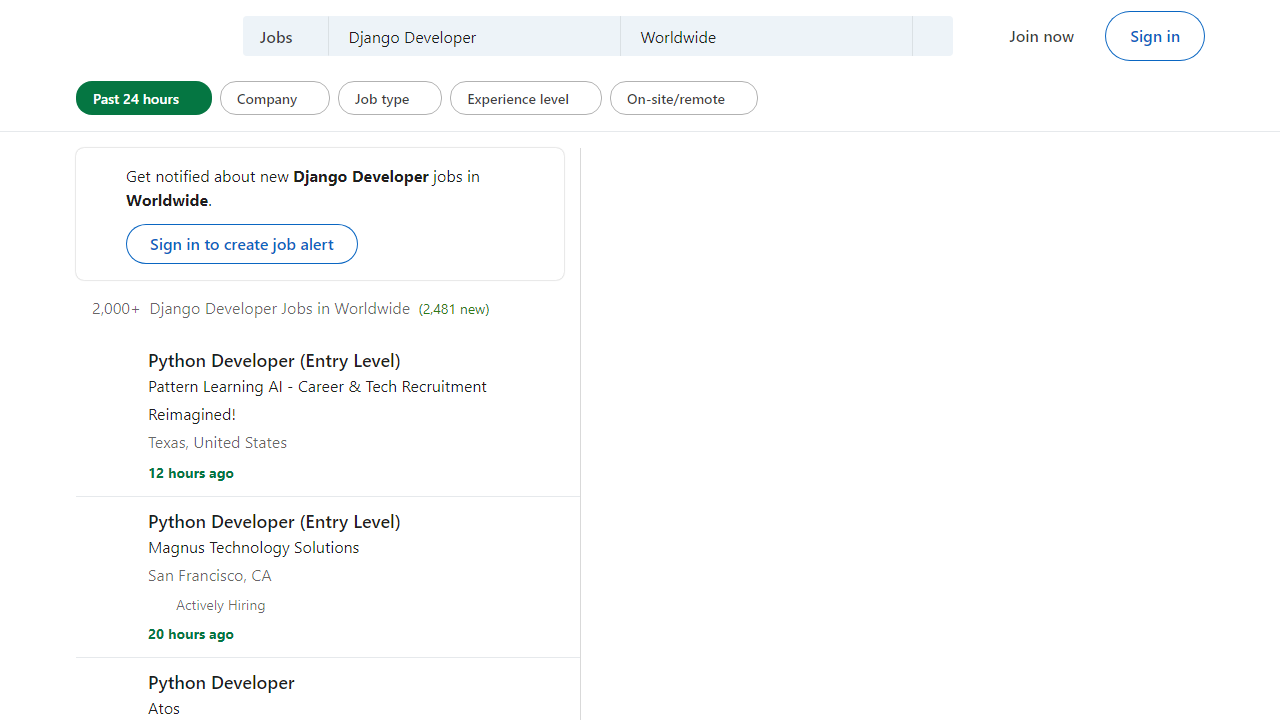 Jobs Django Developer Worldwide Join now Sign in
Past 24 hours Company Job type Experience level On-site/remote
Get notified about new Django Developer jobs in
Worldwide.
Sign in to create job alert
2,000+ Django Developer Jobs in Worldwide (2,481 new)
Python Developer (Entry Level)
Pattern Learning AI - Career & Tech Recruitment
Reimagined!
Texas, United States
12 hours ago
Python Developer (Entry Level)
Magnus Technology Solutions
San Francisco, CA
Actively Hiring
20 hours ago
Python Developer
Atos